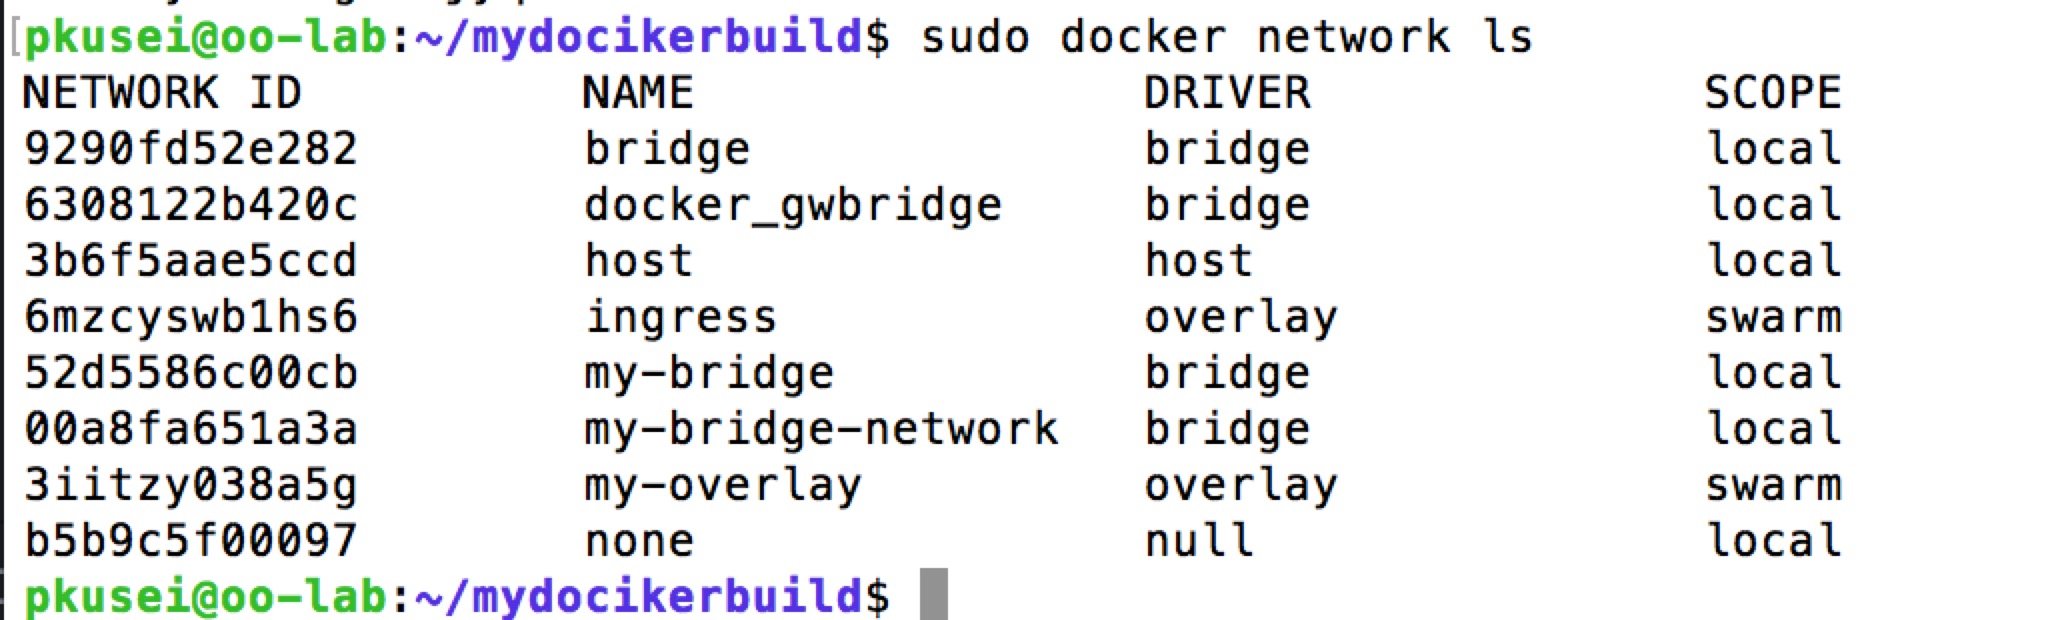 [pkusei@oo-lab:~/mydocikerbuild$ sudo docker network ls
NETWORK ID          NAME                DRIVER              SCOPE
9290fd52e282        bridge              bridge              local
6308122b420c        docker_gwbridge     bridge              local
3b6f5aae5ccd        host                host                local
6mzcyswb1hs6        ingress             overlay             swarm
52d5586c00cb        my-bridge           bridge              local
00a8fa651a3a        my-bridge-network   bridge              local
3iitzy038a5g        my-overlay          overlay             swarm
b5b9c5f00097        none                null                local
pkusei@oo-lab:~/mydocikerbuild$